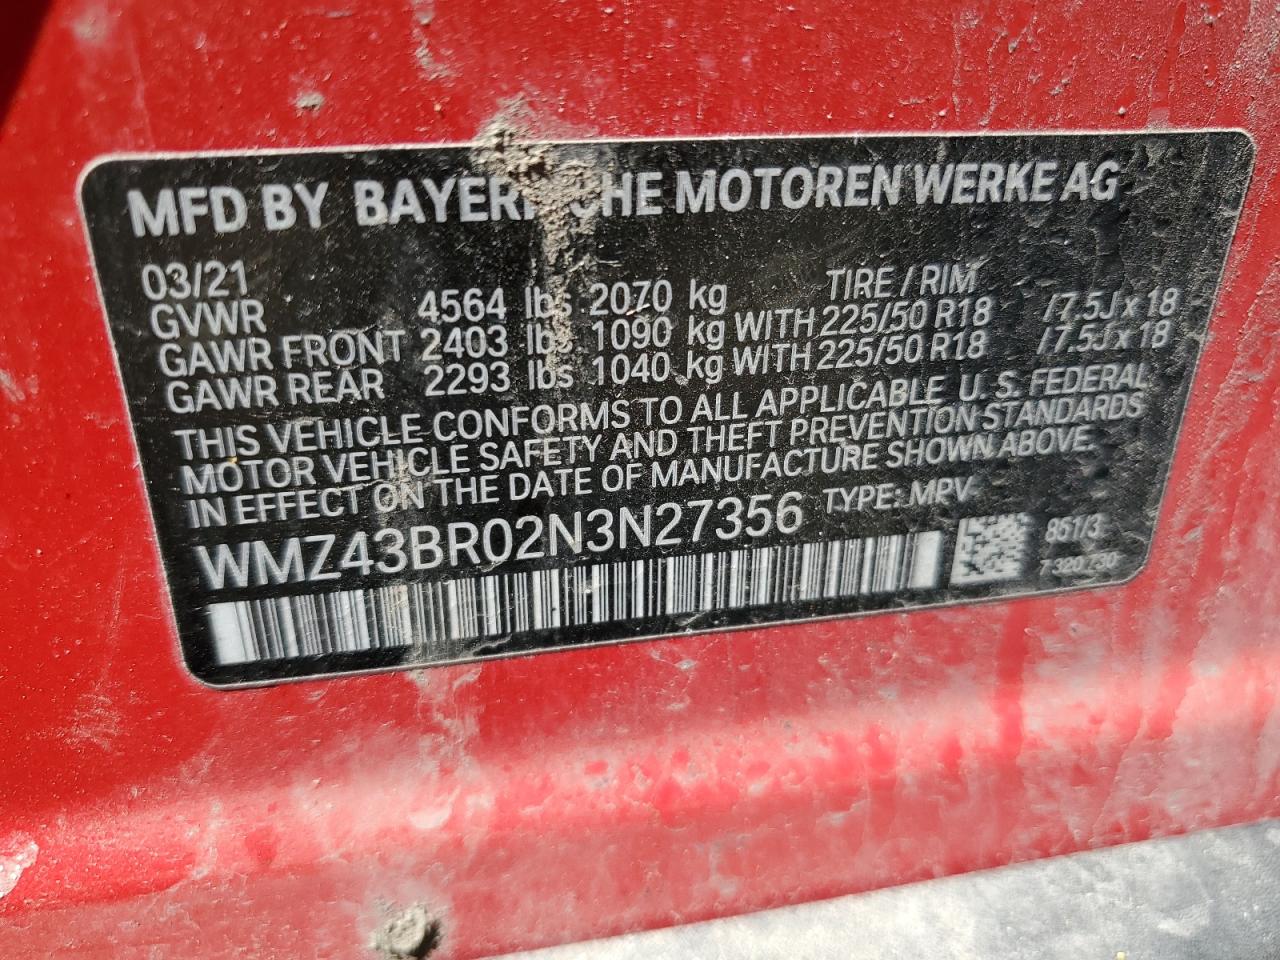 MFD BY BAYERISCHE MOTOREN WERKE AG
03/21 TIRE / RIM
GVWR 4564 lbs 2070 kg
GAWR FRONT 2403 lbs 1090 kg WITH 225/50 R18 /7.5J x 18
GAWR REAR 2293 lbs 1040 kg WITH 225/50 R18 /7.5J x 18
THIS VEHICLE CONFORMS TO ALL APPLICABLE U. S. FEDERAL
MOTOR VEHICLE SAFETY AND THEFT PREVENTION STANDARDS
IN EFFECT ON THE DATE OF MANUFACTURE SHOWN ABOVE.
WMZ43BR02N3N27356 TYPE: MPV
851/3
7 320 730